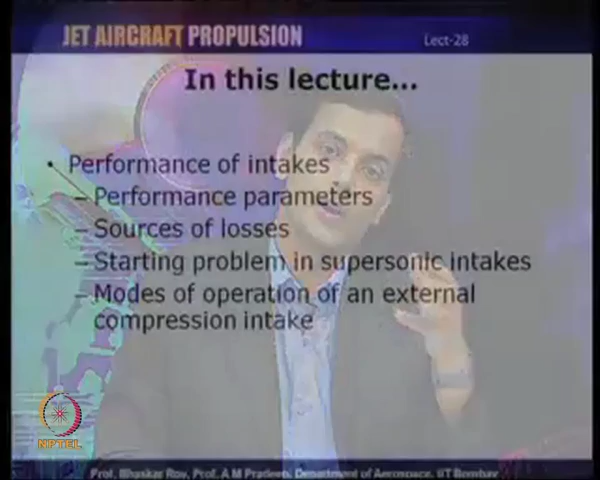 JET AIRCRAFT PROPULSION
Lect-28
In this lecture...
• Performance of intakes
– Performance parameters
– Sources of losses
– Starting problem in supersonic intakes
– Modes of operation of an external
compression intake
NPTEL
Prof. Bhaskar Roy, Prof. A M Pradeep, Department of Aerospace, IIT Bombay